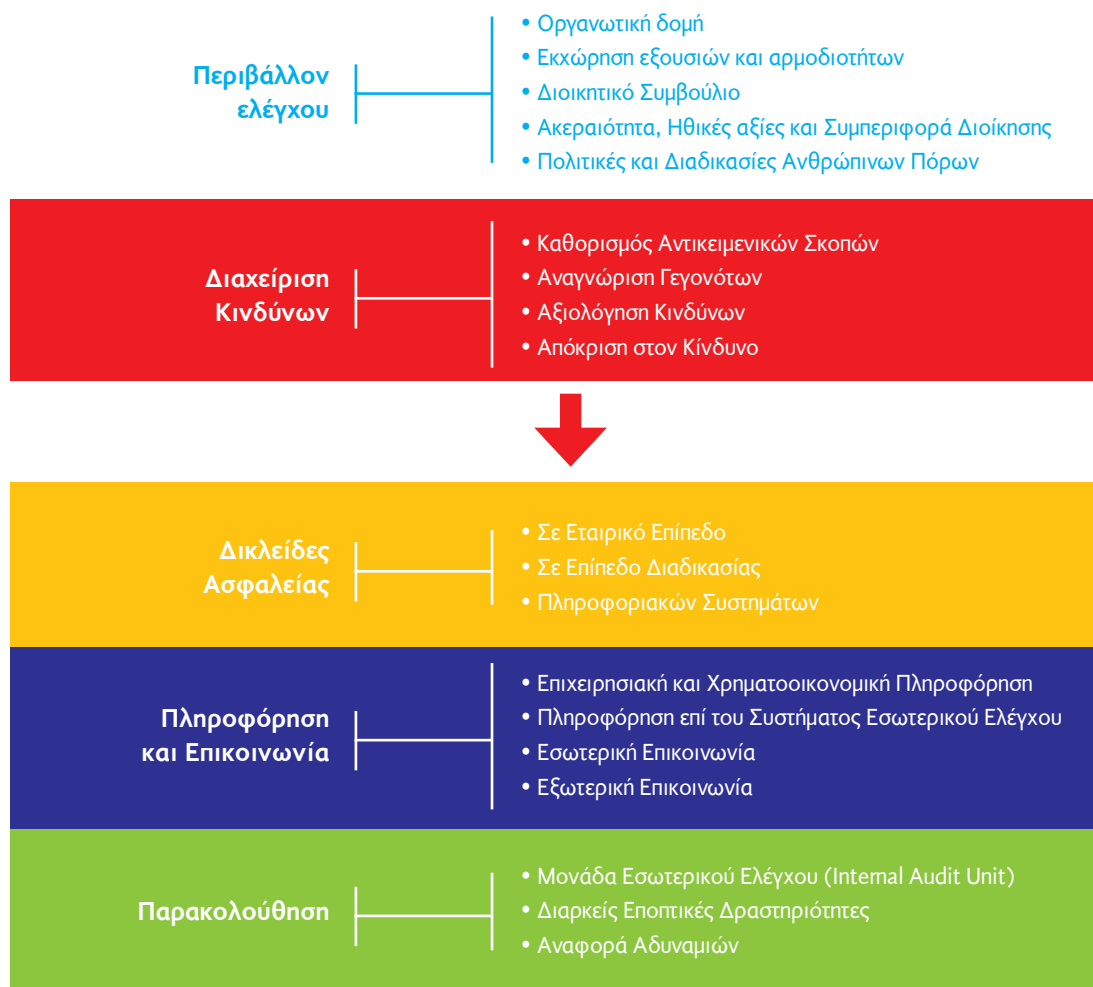 Περιβάλλον
ελέγχου
• Οργανωτική δομή
• Εκχώρηση εξουσιών και αρμοδιοτήτων
• Διοικητικό Συμβούλιο
• Ακεραιότητα, Ηθικές αξίες και Συμπεριφορά Διοίκησης
• Πολιτικές και Διαδικασίες Ανθρώπινων Πόρων
Διαχείριση
Κινδύνων
• Καθορισμός Αντικειμενικών Σκοπών
• Αναγνώριση Γεγονότων
• Αξιολόγηση Κινδύνων
• Απόκριση στον Κίνδυνο
Δικλείδες
Ασφαλείας
• Σε Εταιρικό Επίπεδο
• Σε Επίπεδο Διαδικασίας
• Πληροφοριακών Συστημάτων
Πληροφόρηση
και Επικοινωνία
• Επιχειρησιακή και Χρηματοοικονομική Πληροφόρηση
• Πληροφόρηση επί του Συστήματος Εσωτερικού Ελέγχου
• Εσωτερική Επικοινωνία
• Εξωτερική Επικοινωνία
Παρακολούθηση
• Μονάδα Εσωτερικού Ελέγχου (Internal Audit Unit)
• Διαρκείς Εποπτικές Δραστηριότητες
• Αναφορά Αδυναμιών